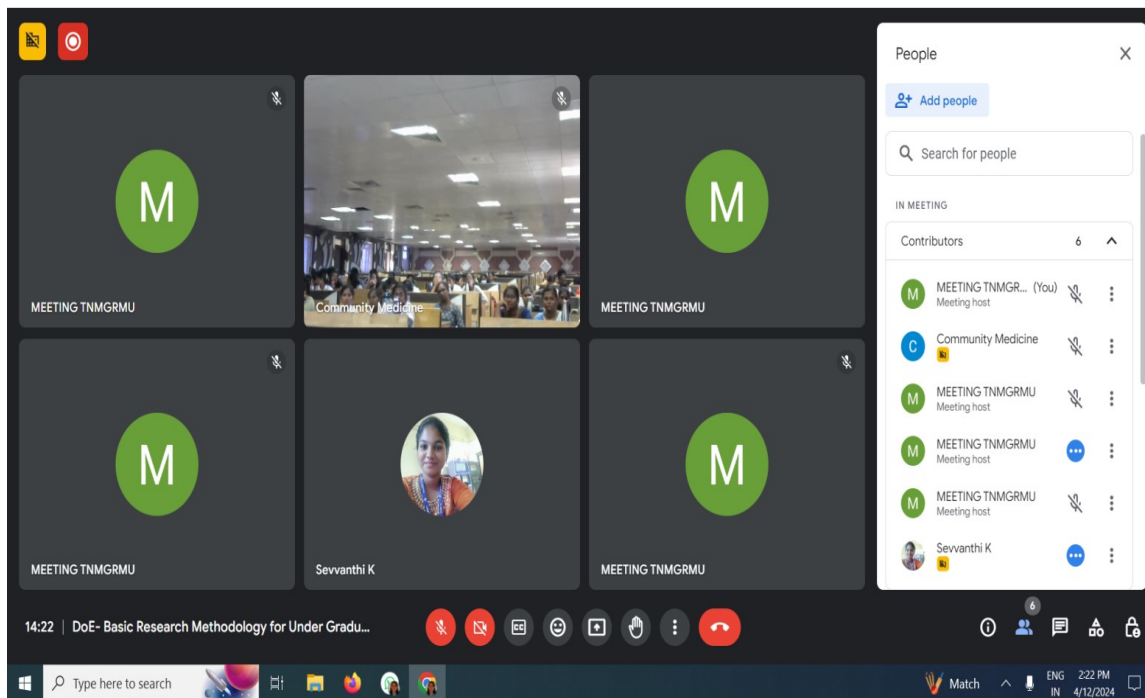 M
MEETING TNMGRMU
Community Medicine
M
MEETING TNMGRMU
M
MEETING TNMGRMU
Sevvanthi K
M
MEETING TNMGRMU
People
Add people
Search for people
IN MEETING
Contributors 6
M MEETING TNMGR... (You)
Meeting host
C Community Medicine
M MEETING TNMGRMU
Meeting host
M MEETING TNMGRMU
Meeting host
M MEETING TNMGRMU
Meeting host
Sevvanthi K
14:22 | DoE- Basic Research Methodology for Under Gradu...
CC
6
Type here to search
Match
ENG
IN
2:22 PM
4/12/2024